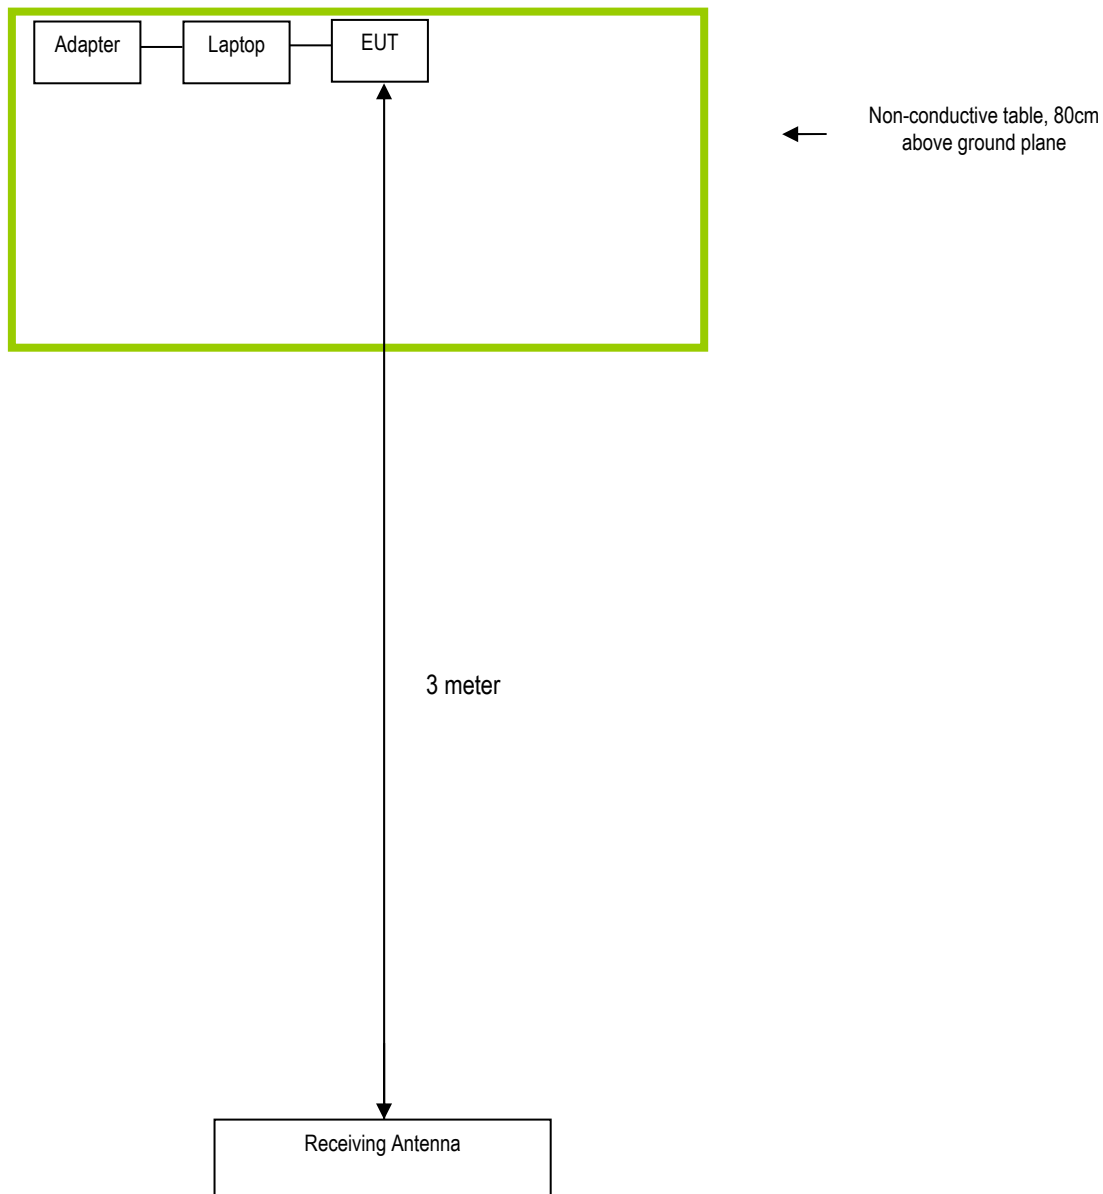 Adapter
Laptop
EUT
Non-conductive table, 80cm
above ground plane
3 meter
Receiving Antenna